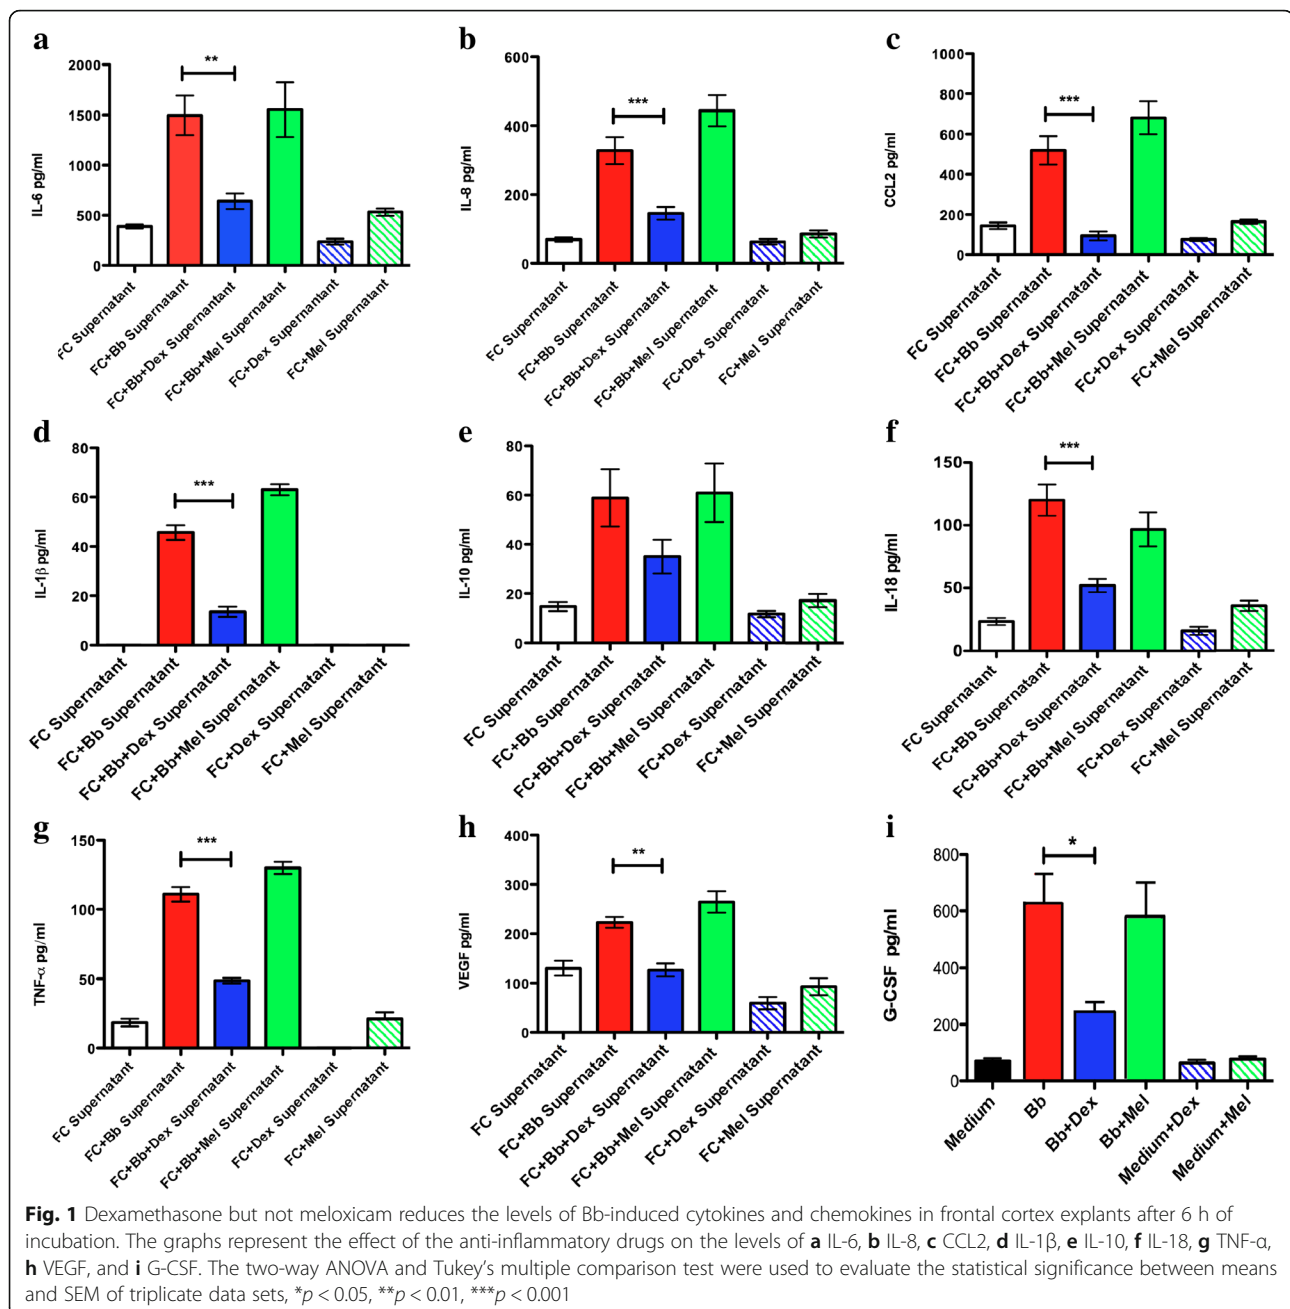 a
**
2000
1500
1000
500
0
IL-6 pg/ml
FC Supernatant
FC+Bb Supernatant
FC+Bb+Dex Supernantant
FC+Bb+Mel Supernatant
FC+Dex Supernantant
FC+Mel Supernatant
b
***
600
400
200
0
IL-8 pg/ml
FC Supernatant
FC+Bb Supernatant
FC+Bb+Dex Supernatant
FC+Bb+Mel Supernatant
FC+Dex Supernatant
FC+Mel Supernatant
c
***
1000
800
600
400
200
0
CCL2 pg/ml
FC Supernatant
FC+Bb Supernatant
FC+Bb+Dex Supernatant
FC+Bb+Mel Supernatant
FC+Dex Supernatant
FC+Mel Supernatant
d
***
80
60
40
20
0
IL-1β pg/ml
FC Supernatant
FC+Bb Supernatant
FC+Bb+Dex Supernatant
FC+Bb+Mel Supernatant
FC+Dex Supernatant
FC+Mel Supernatant
e
80
60
40
20
0
IL-10 pg/ml
FC Supernatant
FC+Bb Supernatant
FC+Bb+Dex Supernatant
FC+Bb+Mel Supernatant
FC+Dex Supernatant
FC+Mel Supernatant
f
***
150
100
50
0
IL-18 pg/ml
FC Supernatant
FC+Bb Supernatant
FC+Bb+Dex Supernatant
FC+Bb+Mel Supernatant
FC+Dex Supernatant
FC+Mel Supernatant
g
***
150
100
50
0
TNF-α pg/ml
FC Supernatant
FC+Bb Supernatant
FC+Bb+Dex Supernatant
FC+Bb+Mel Supernatant
FC+Dex Supernatant
FC+Mel Supernatant
h
**
400
300
200
100
0
VEGF pg/ml
FC Supernatant
FC+Bb Supernatant
FC+Bb+Dex Supernatant
FC+Bb+Mel Supernatant
FC+Dex Supernatant
FC+Mel Supernatant
i
*
800
600
400
200
0
G-CSF pg/ml
Medium
Bb
Bb+Dex
Bb+Mel
Medium+Dex
Medium+Mel
Fig. 1 Dexamethasone but not meloxicam reduces the levels of Bb-induced cytokines and chemokines in frontal cortex explants after 6 h of
incubation. The graphs represent the effect of the anti-inflammatory drugs on the levels of a IL-6, b IL-8, c CCL2, d IL-1β, e IL-10, f IL-18, g TNF-α,
h VEGF, and i G-CSF. The two-way ANOVA and Tukey's multiple comparison test were used to evaluate the statistical significance between means
and SEM of triplicate data sets, *p < 0.05, **p < 0.01, ***p < 0.001